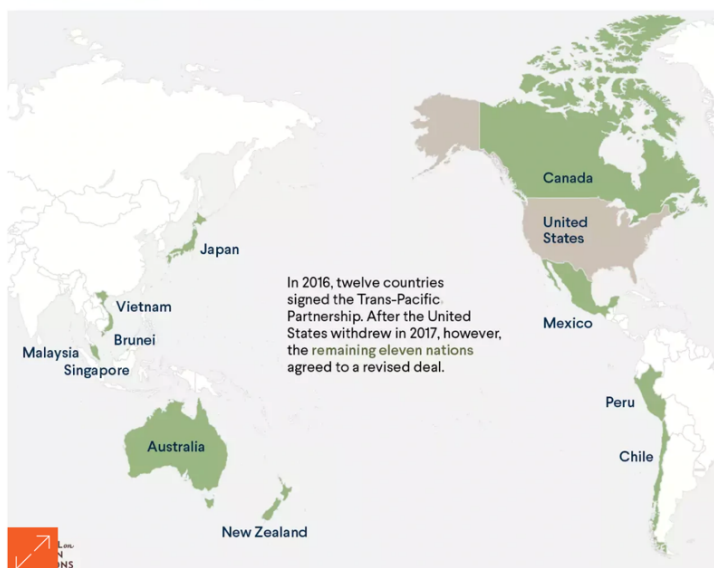 Canada
United
States
Japan
In 2016, twelve countries
signed the Trans-Pacific
Partnership. After the United
States withdrew in 2017, however,
the remaining eleven nations
agreed to a revised deal.
Vietnam
Brunei
Malaysia
Singapore
Mexico
Peru
Australia
Chile
New Zealand